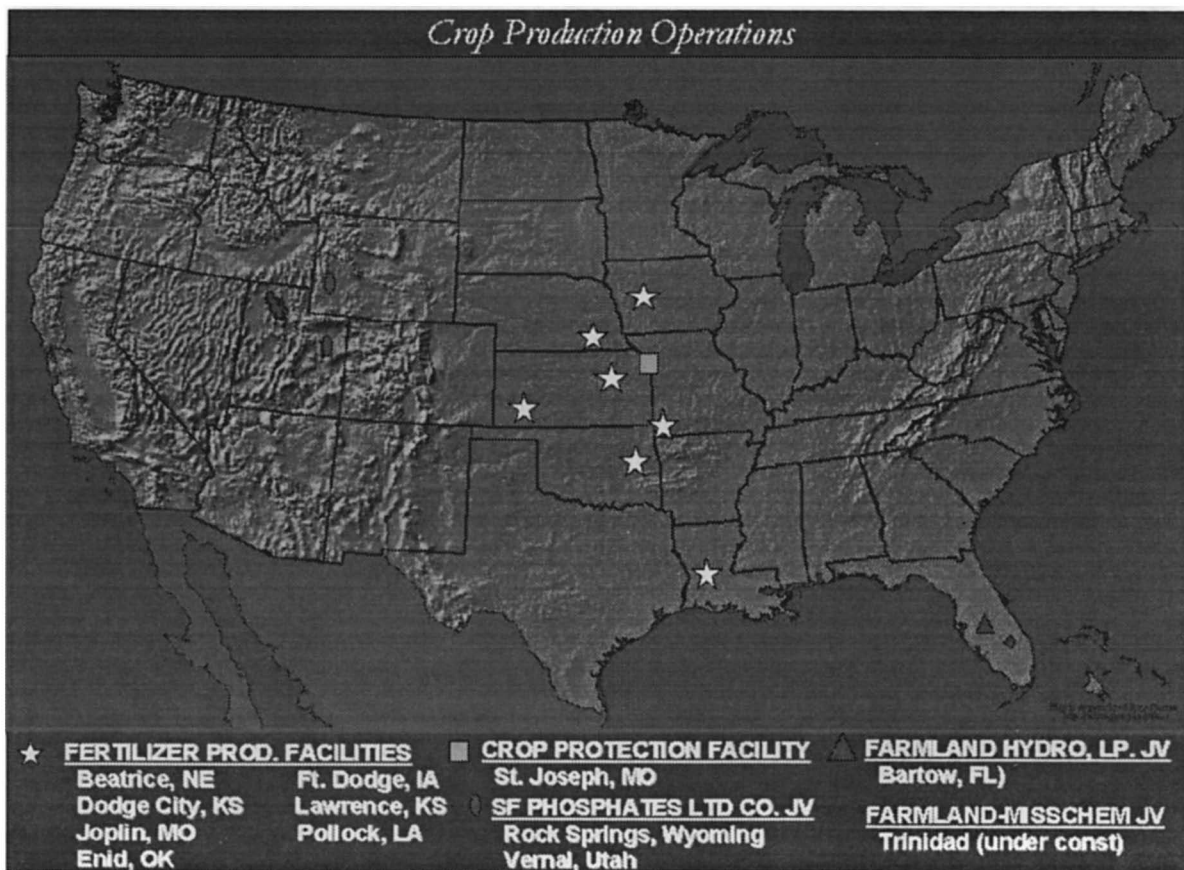 Crop Production Operations
FERTILIZER PROD. FACILITIES
Beatrice, NE
Ft. Dodge, IA
Dodge City, KS
Lawrence, KS
Joplin, MO
Pollock, LA
Enid, OK
CROP PROTECTION FACILITY
St. Joseph, MO
SF PHOSPHATES LTD CO. JV
Rock Springs, Wyoming
Vernal, Utah
FARMLAND HYDRO, LP. JV
Bartow, FL)
FARMLAND-MISSCHEM JV
Trinidad (under const)